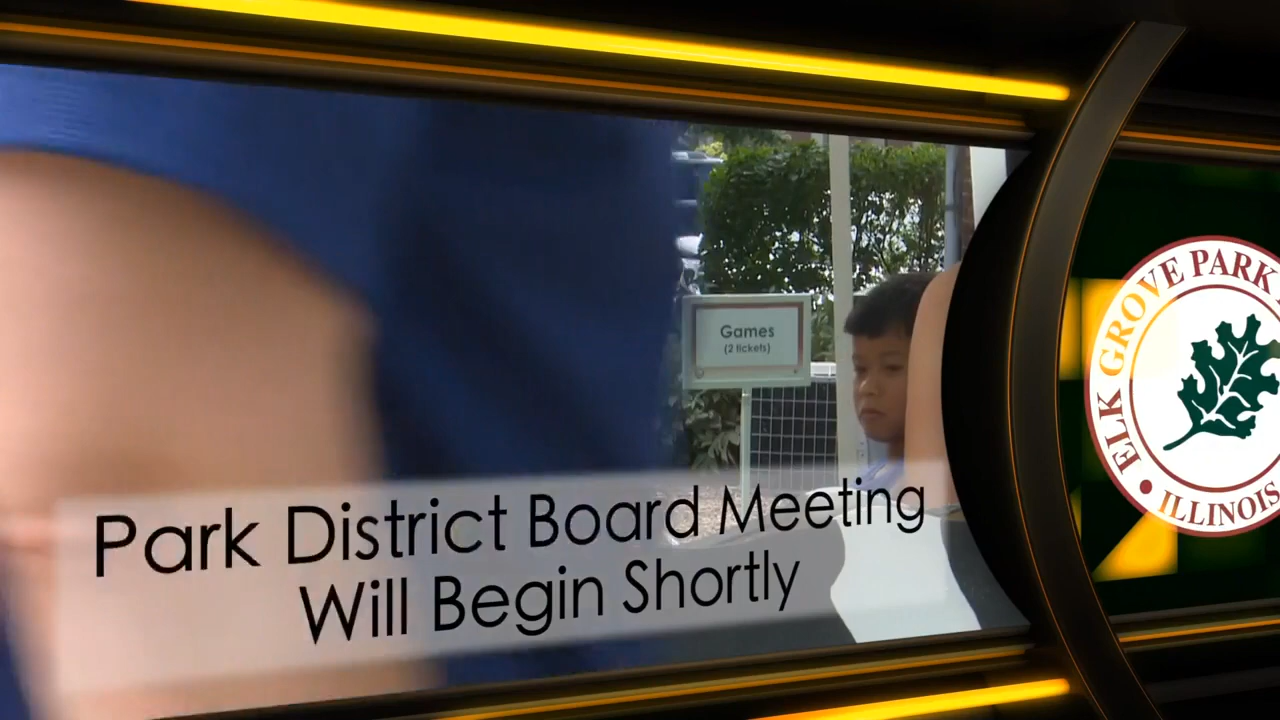 Games
(2 tickets)
Park District Board Meeting
Will Begin Shortly
ELK GROVE PARK
ILLINOIS